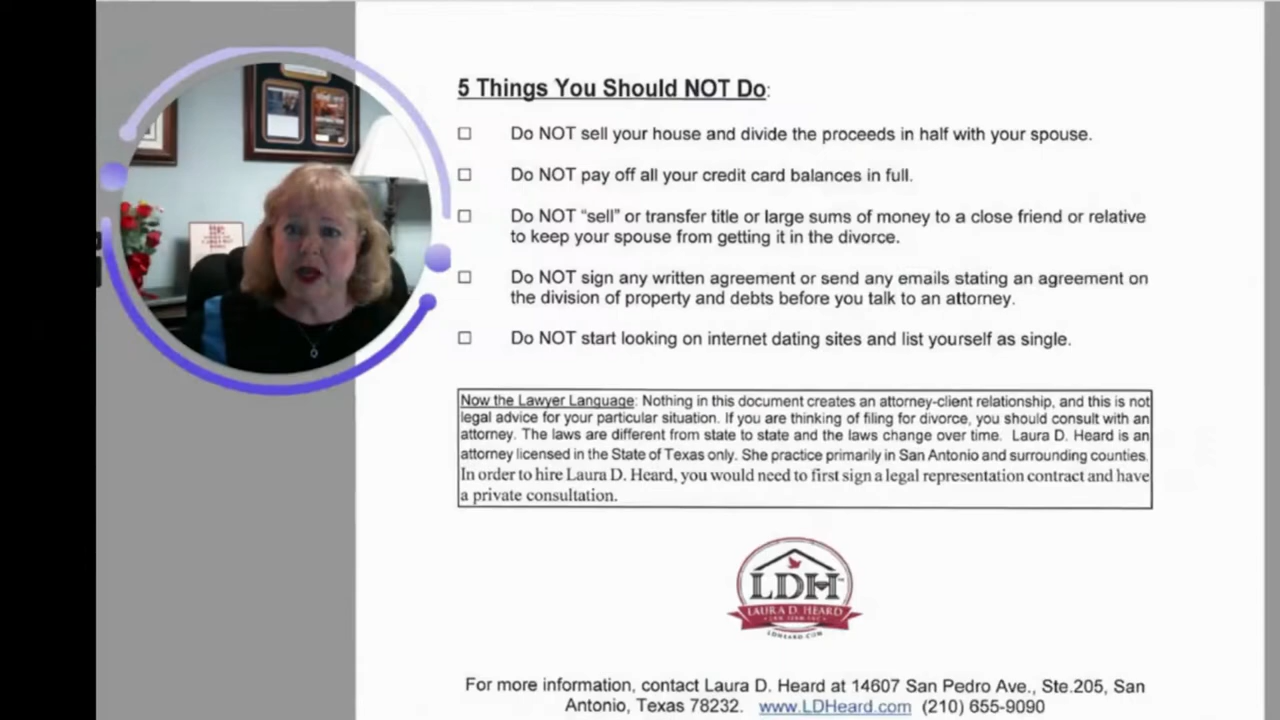 5 Things You Should NOT Do:
☐ Do NOT sell your house and divide the proceeds in half with your spouse.
☐ Do NOT pay off all your credit card balances in full.
☐ Do NOT “sell” or transfer title or large sums of money to a close friend or relative
to keep your spouse from getting it in the divorce.
☐ Do NOT sign any written agreement or send any emails stating an agreement on
the division of property and debts before you talk to an attorney.
☐ Do NOT start looking on internet dating sites and list yourself as single.
Now the Lawyer Language: Nothing in this document creates an attorney-client relationship, and this is not
legal advice for your particular situation. If you are thinking of filing for divorce, you should consult with an
attorney. The laws are different from state to state and the laws change over time. Laura D. Heard is an
attorney licensed in the State of Texas only. She practice primarily in San Antonio and surrounding counties.
In order to hire Laura D. Heard, you would need to first sign a legal representation contract and have
a private consultation.
LDH
LAURA D. HEARD
LDHEARD.COM
For more information, contact Laura D. Heard at 14607 San Pedro Ave., Ste.205, San
Antonio, Texas 78232. www.LDHeard.com (210) 655-9090